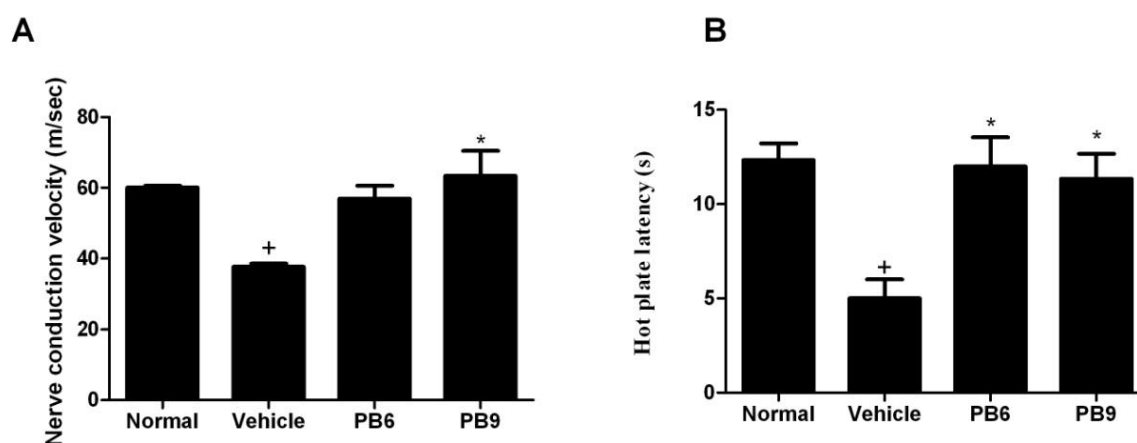 A
Nerve conduction velocity (m/sec)
80
60
40
20
0
+
*
Normal Vehicle PB6 PB9
B
Hot plate latency (s)
15
10
5
0
+
*
*
Normal Vehicle PB6 PB9